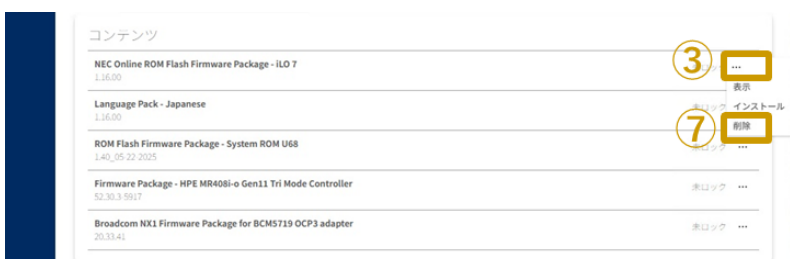 コンテンツ
NEC Online ROM Flash Firmware Package - iLO 7
1.16.00
未ロック
③
...
表示
Language Pack - Japanese
1.16.00
未ロック
インストール
⑦
削除
ROM Flash Firmware Package - System ROM U68
1.40_05-22-2025
未ロック ...
Firmware Package - HPE MR408i-o Gen11 Tri Mode Controller
52.30.3-5917
未ロック ...
Broadcom NX1 Firmware Package for BCM5719 OCP3 adapter
20.33.41
未ロック ...